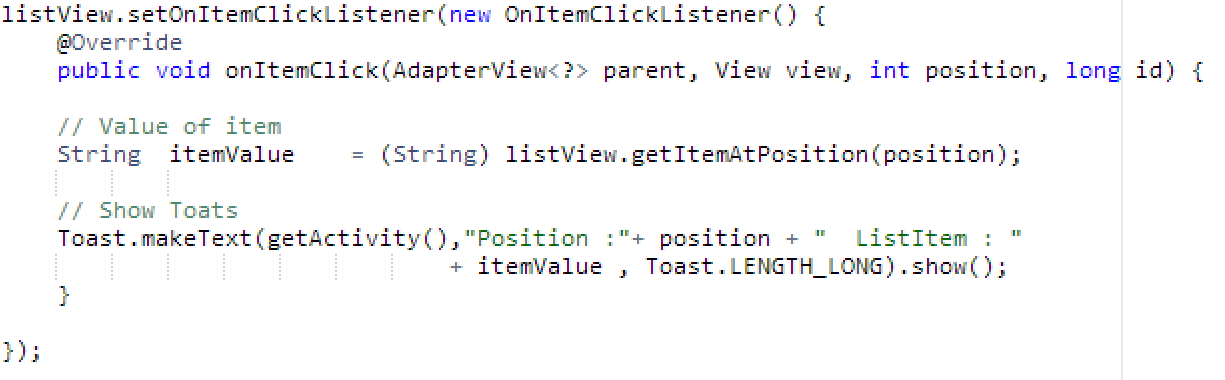 listView.setOnItemClickListener(new OnItemClickListener() {
    @Override
    public void onItemClick(AdapterView<?> parent, View view, int position, long id) {
    // Value of item
    String  itemValue    = (String) listView.getItemAtPosition(position);
    // Show Toats
    Toast.makeText(getActivity(),"Position :"+ position + "  ListItem : "
                                + itemValue , Toast.LENGTH_LONG).show();
    }
});